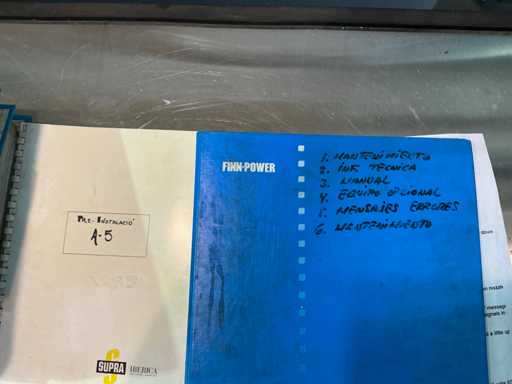 PRE-INSTALACIÓ
A-5
SUPRA IBERICA
FINN-POWER
1. MANTENIMIENTO
2. INF TECNICA
3. MANUAL
4. EQUIPO OPCIONAL
5. MENSAJES ERRORES
6. MANTENIMIENTO